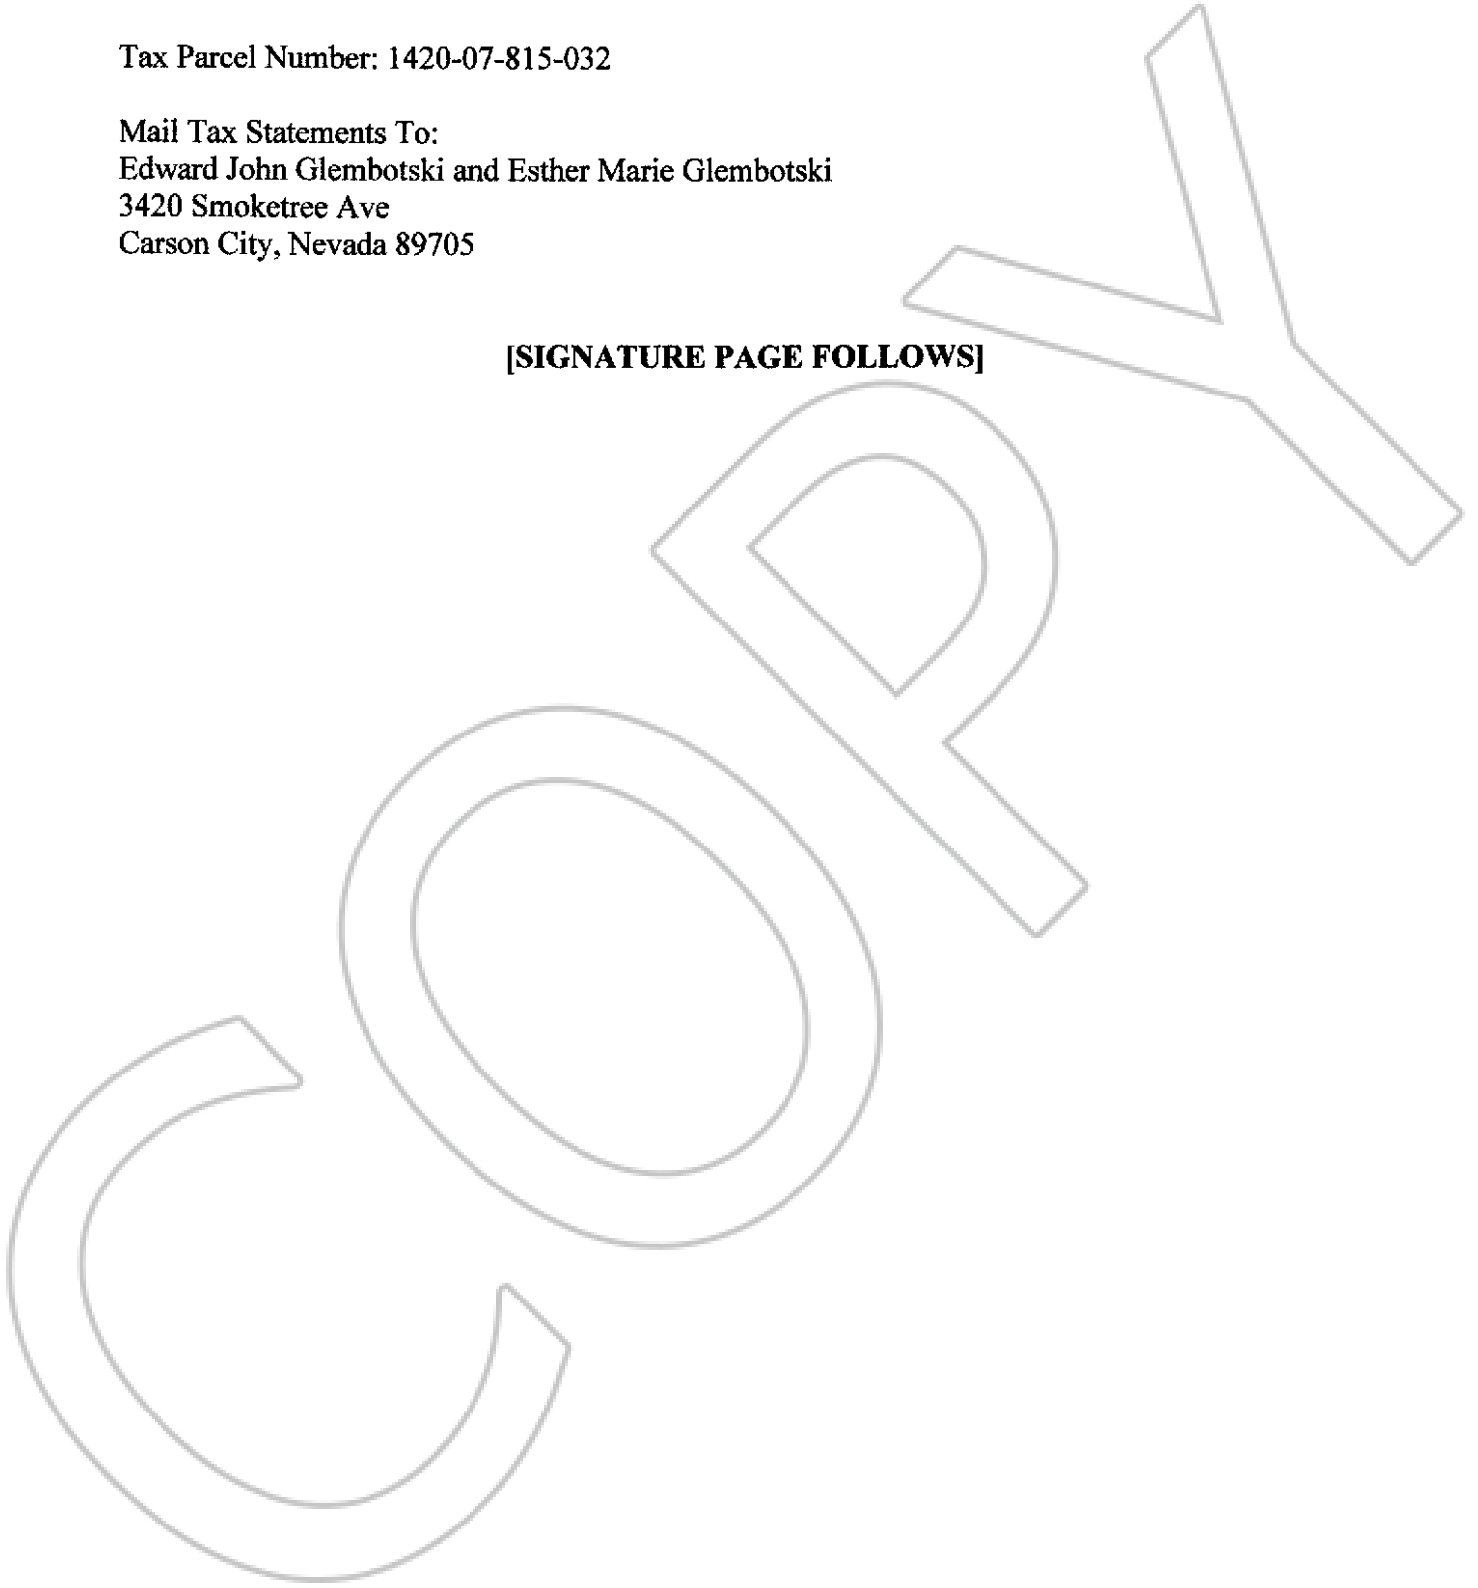 Tax Parcel Number: 1420-07-815-032
Mail Tax Statements To:
Edward John Glembotski and Esther Marie Glembotski
3420 Smoketree Ave
Carson City, Nevada 89705
[SIGNATURE PAGE FOLLOWS]
COPY